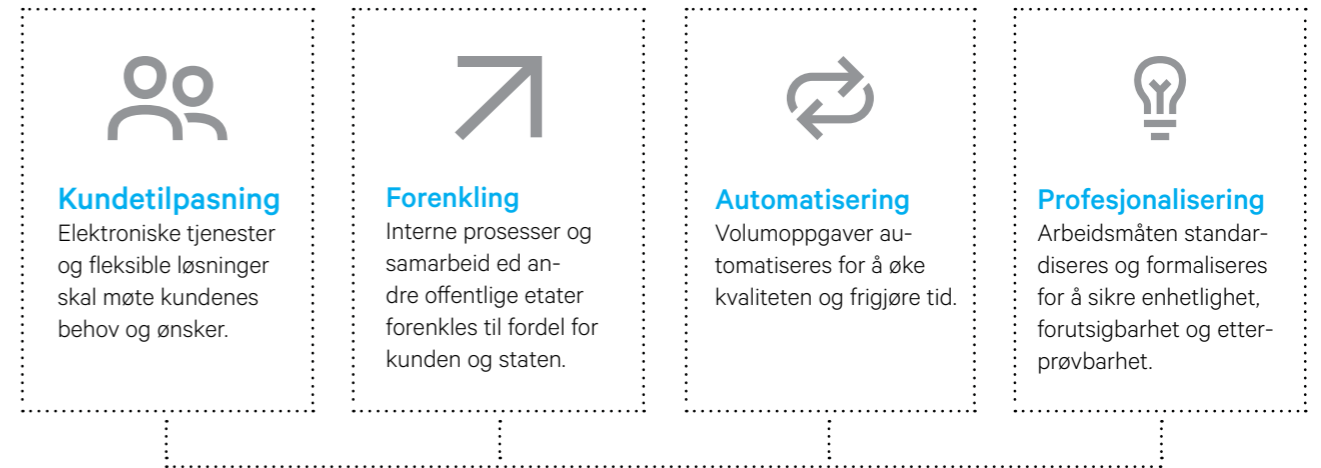 Kundetilpasning
Elektroniske tjenester
og fleksible løsninger
skal møte kundenes
behov og ønsker.
Forenkling
Interne prosesser og
samarbeid ed an-
dre offentlige etater
forenkles til fordel for
kunden og staten.
Automatisering
Volumoppgaver au-
tomatiseres for å øke
kvaliteten og frigjøre tid.
Profesjonalisering
Arbeidsmåten standar-
diseres og formaliseres
for å sikre enhetlighet,
forutsigbarhet og etter-
prøvbarhet.